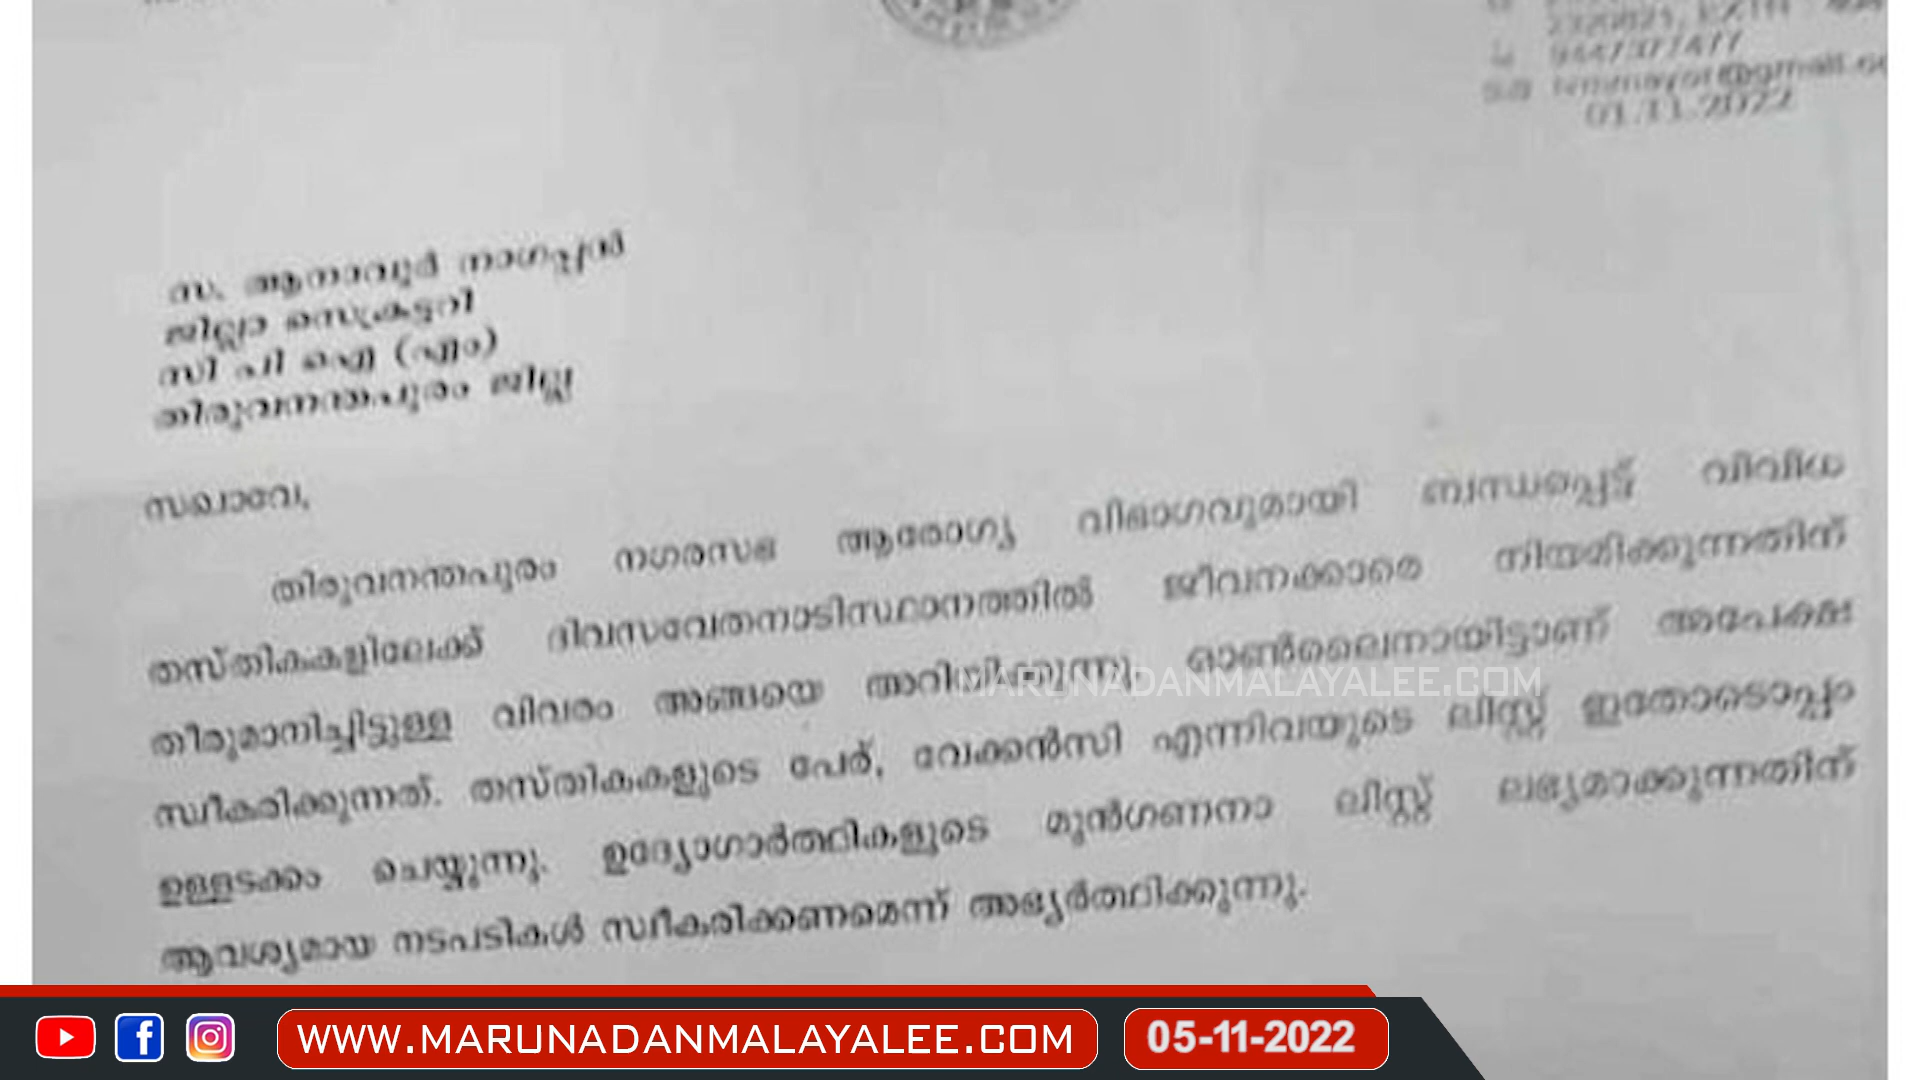 9447377477
01.11.2022
സ. ആനാവൂർ നാഗപ്പൻ
ജില്ലാ സെക്രട്ടറി
സി പി ഐ (എം)
തിരുവനന്തപുരം ജില്ല
സഖാവേ,
തിരുവനന്തപുരം നഗരസഭ ആരോഗ്യ വിഭാഗവുമായി ബന്ധപ്പെട്ട് വിവിധ
തസ്തികകളിലേക്ക് ദിവസവേതനാടിസ്ഥാനത്തിൽ ജീവനക്കാരെ നിയമിക്കുന്നതിന്
തീരുമാനിച്ചിട്ടുള്ള വിവരം അങ്ങയെ അറിയിക്കുന്നു. ഓൺലൈനായിട്ടാണ് അപേക്ഷ
സ്വീകരിക്കുന്നത്. തസ്തികകളുടെ പേര്, വേക്കൻസി എന്നിവയുടെ ലിസ്റ്റ് ഇതോടൊപ്പം
ഉള്ളടക്കം ചെയ്യുന്നു. ഉദ്യോഗാർത്ഥികളുടെ മുൻഗണനാ ലിസ്റ്റ് ലഭ്യമാക്കുന്നതിന്
ആവശ്യമായ നടപടികൾ സ്വീകരിക്കണമെന്ന് അഭ്യർത്ഥിക്കുന്നു.
MARUNADANMALAYALEE.COM
WWW.MARUNADANMALAYALEE.COM
05-11-2022